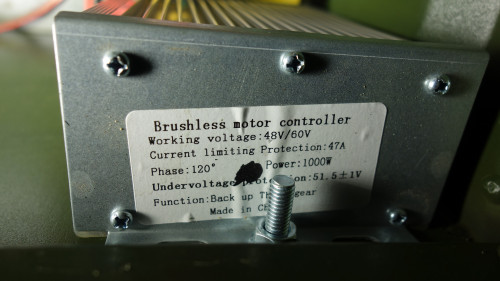 Brushless motor controller
Working voltage:48V/60V
Current limiting Protection:47A
Phase:120° Power:1000W
Undervoltage :51.5±1V
Function:Back up gear
Made in